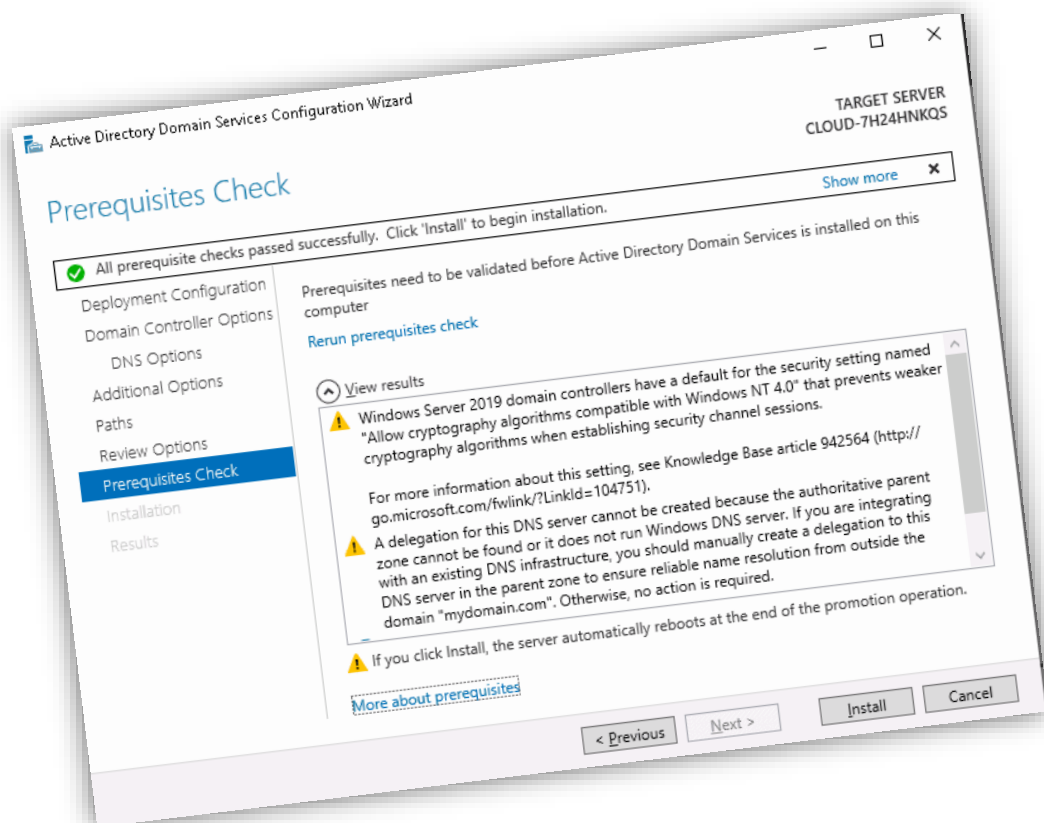 Active Directory Domain Services Configuration Wizard
TARGET SERVER
CLOUD-7H24HNKQS
Prerequisites Check
All prerequisite checks passed successfully. Click 'Install' to begin installation.
Show more
Deployment Configuration
Domain Controller Options
DNS Options
Additional Options
Paths
Review Options
Prerequisites Check
Installation
Results
Prerequisites need to be validated before Active Directory Domain Services is installed on this
computer
Rerun prerequisites check
View results
Windows Server 2019 domain controllers have a default for the security setting named
"Allow cryptography algorithms compatible with Windows NT 4.0" that prevents weaker
cryptography algorithms when establishing security channel sessions.
For more information about this setting, see Knowledge Base article 942564 (http://
go.microsoft.com/fwlink/?LinkId=104751).
A delegation for this DNS server cannot be created because the authoritative parent
zone cannot be found or it does not run Windows DNS server. If you are integrating
with an existing DNS infrastructure, you should manually create a delegation to this
DNS server in the parent zone to ensure reliable name resolution from outside the
domain "mydomain.com". Otherwise, no action is required.
If you click Install, the server automatically reboots at the end of the promotion operation.
More about prerequisites
< Previous
Next >
Install
Cancel